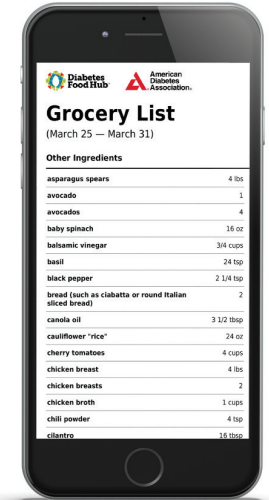 Diabetes
Food Hub
American
Diabetes
Association®
Grocery List
(March 25 — March 31)
Other Ingredients
asparagus spears 4 lbs
avocado 1
avocados 4
baby spinach 16 oz
balsamic vinegar 3/4 cups
basil 24 tsp
black pepper 2 1/4 tsp
bread (such as ciabatta or round Italian 2
sliced bread)
canola oil 3 1/2 tbsp
cauliflower "rice" 24 oz
cherry tomatoes 4 cups
chicken breast 4 lbs
chicken breasts 2
chicken broth 1 cups
chili powder 4 tsp
cilantro 16 tbsp